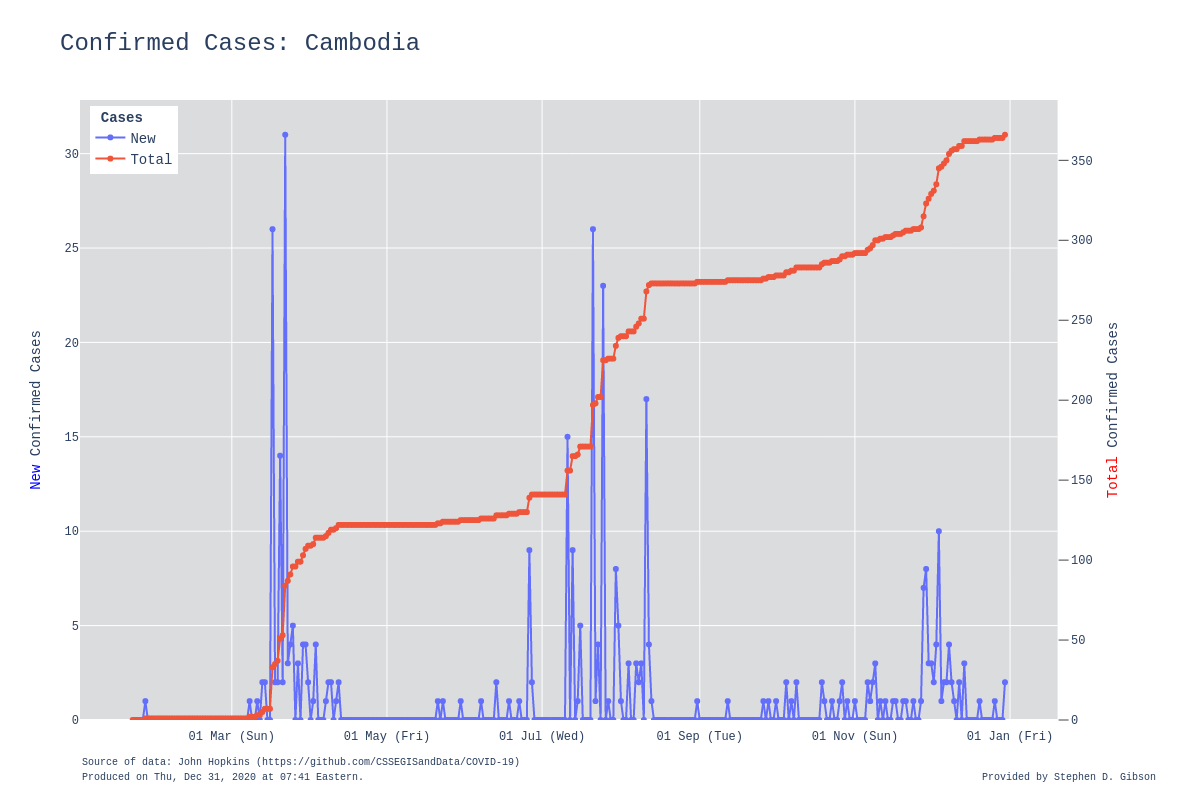 Confirmed Cases: Cambodia
Cases
New
Total
30
25
20
15
10
5
0
350
300
250
200
150
100
50
0
New Confirmed Cases
Total Confirmed Cases
01 Mar (Sun)
01 May (Fri)
01 Jul (Wed)
01 Sep (Tue)
01 Nov (Sun)
01 Jan (Fri)
Source of data: John Hopkins (https://github.com/CSSEGISandData/COVID-19)
Produced on Thu, Dec 31, 2020 at 07:41 Eastern.
Provided by Stephen D. Gibson